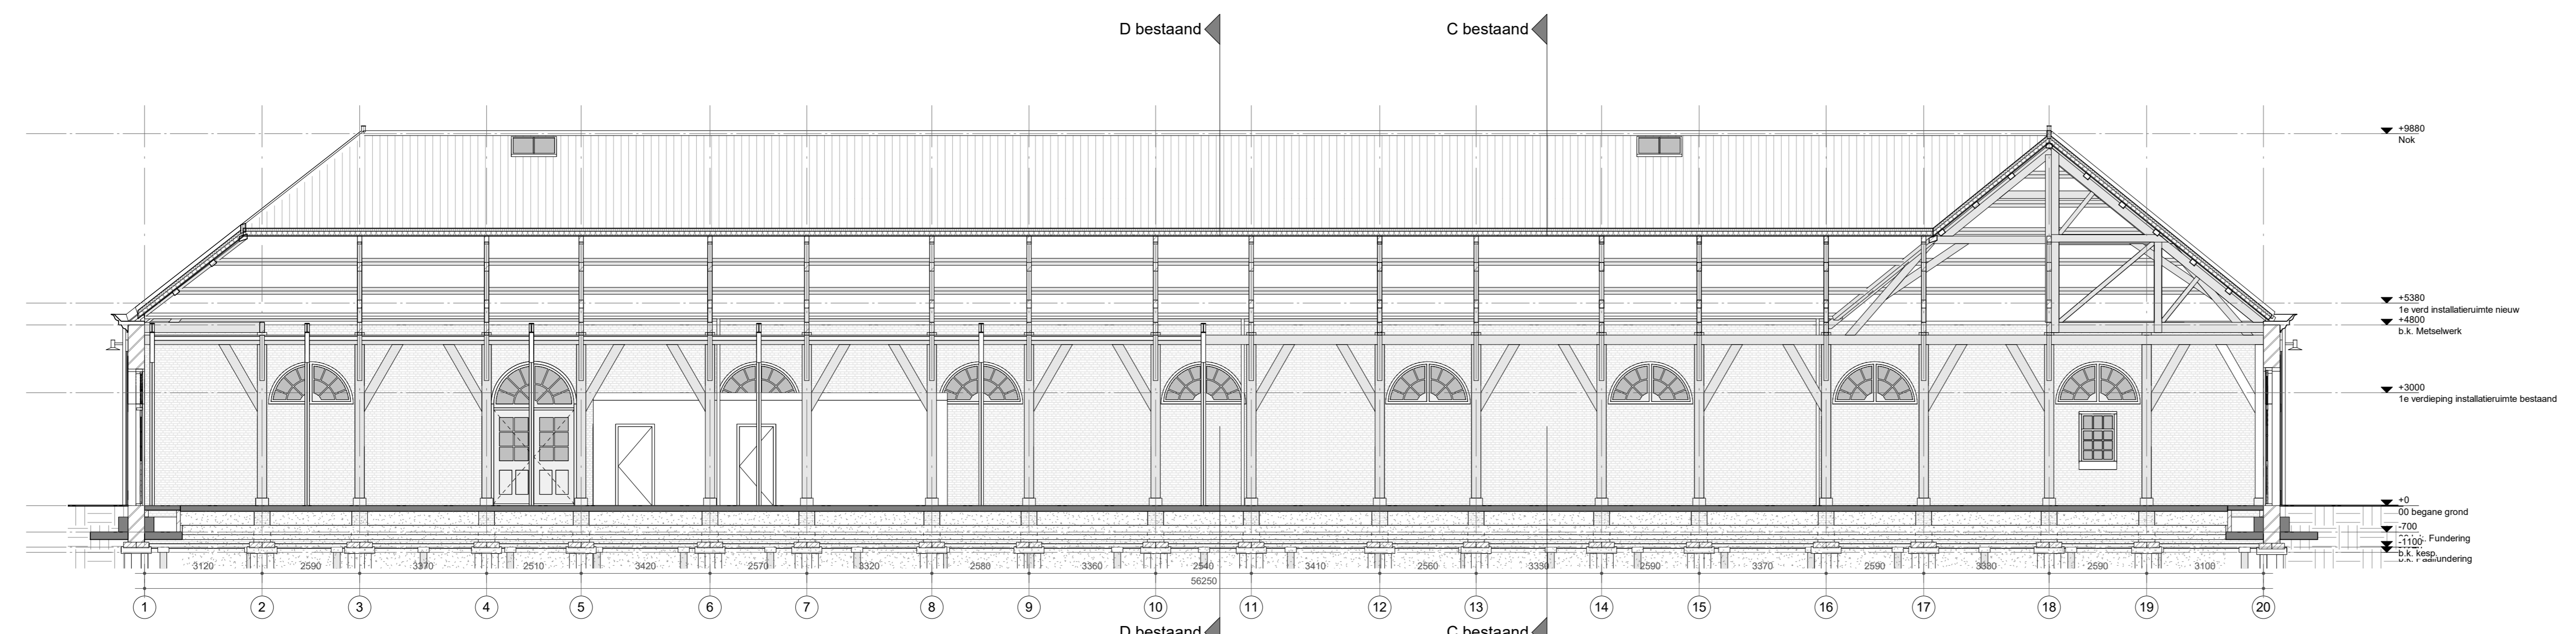 D bestaand
C bestaand
+9880
Nok
+5380
1e verd installatieruimte nieuw
+4800
b.k. Metselwerk
+3000
1e verdieping installatieruimte bestaand
+0
00 begane grond
-700
Fundering
-1100
b.k. kesp.
b.k. Paalfundering
3120 2590 3370 2510 3420 2570 3320 2580 3360 2540 3410 2560 3330 2590 3370 2590 3380 2590 3100
56250
1 2 3 4 5 6 7 8 9 10 11 12 13 14 15 16 17 18 19 20
D bestaand
C bestaand